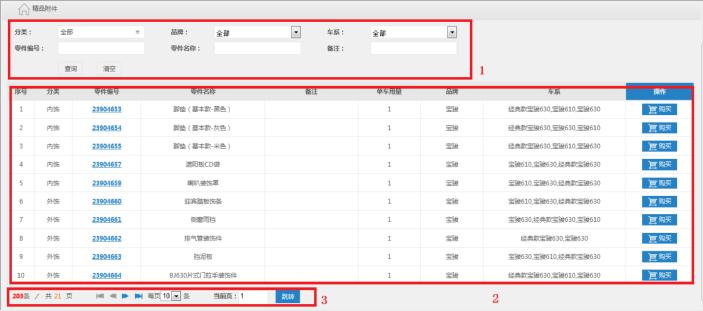 精品附件
分类： 全部 品牌： 全部 车系： 全部
零件编号： 零件名称： 备注：
查询 清空
1
序号 分类 零件编号 零件名称 备注 单车用量 品牌 车系 操作
1 内饰 23904653 脚垫（基本款-黑色） 1 宝骏 经典款宝骏630,宝骏610,宝骏630 购买
2 内饰 23904654 脚垫（基本款-灰色） 1 宝骏 经典款宝骏630,宝骏610,宝骏630 购买
3 内饰 23904655 脚垫（基本款-米色） 1 宝骏 经典款宝骏630,宝骏610,宝骏630 购买
4 内饰 23904657 遮阳板CD袋 1 宝骏 宝骏610,宝骏630,经典款宝骏630 购买
5 内饰 23904659 喇叭装饰罩 1 宝骏 宝骏610,宝骏630,经典款宝骏630 购买
6 外饰 23904660 迎宾踏板饰条 1 宝骏 宝骏610,宝骏630,经典款宝骏630 购买
7 外饰 23904661 侧窗雨挡 1 宝骏 宝骏630,经典款宝骏630,宝骏610 购买
8 外饰 23904662 排气管装饰件 1 宝骏 经典款宝骏630,宝骏630 购买
9 外饰 23904663 挡泥板 1 宝骏 宝骏630,宝骏610,经典款宝骏630 购买
10 外饰 23904664 BJ630片式门拉手装饰件 1 宝骏 经典款宝骏630,宝骏610,宝骏630 购买
203条 / 共 21 页 每页 10 条 当前页：1 跳转 3 2